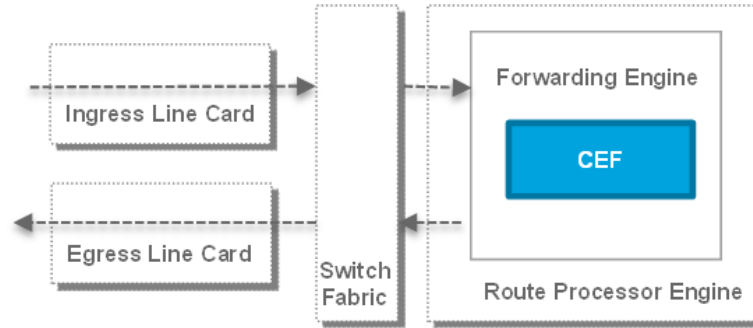 Forwarding Engine
Ingress Line Card
CEF
Egress Line Card
Switch
Fabric
Route Processor Engine